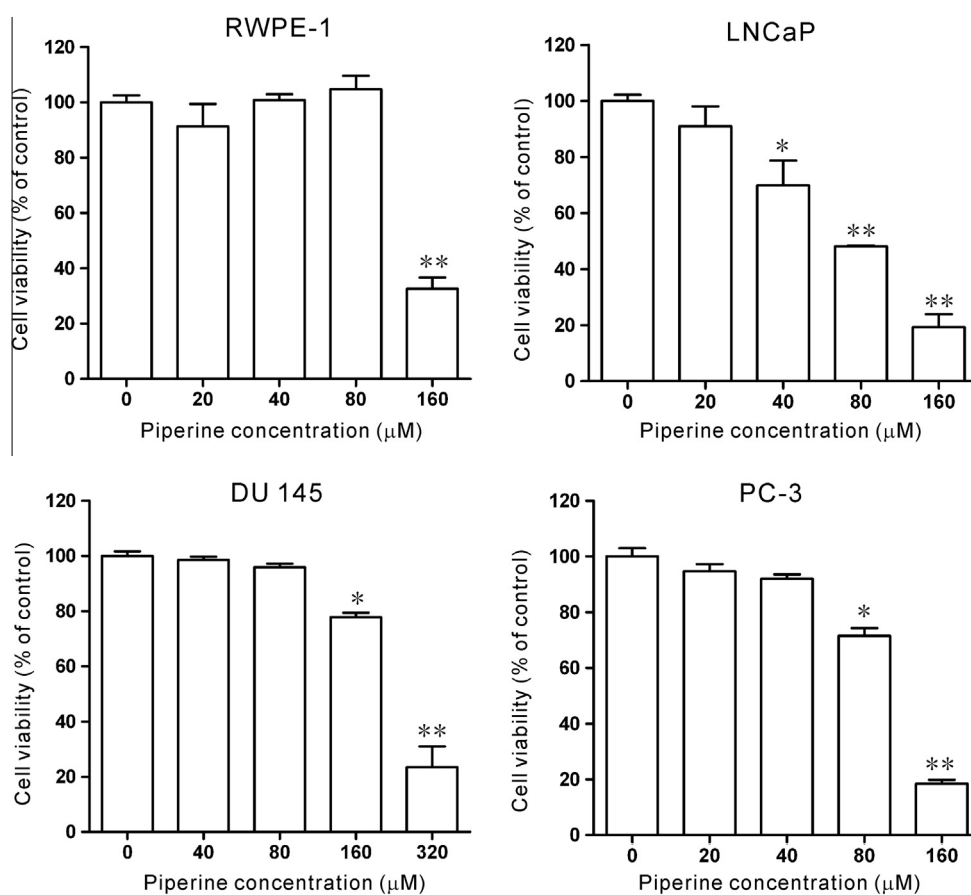 RWPE-1
Cell viability (% of control)
120
100
80
60
40
20
0
**
0 20 40 80 160
Piperine concentration (μM)
LNCaP
Cell viability (% of control)
120
100
80
60
40
20
0
*
**
**
0 20 40 80 160
Piperine concentration (μM)
DU 145
Cell viability (% of control)
120
100
80
60
40
20
0
*
**
0 40 80 160 320
Piperine concentration (μM)
PC-3
Cell viability (% of control)
120
100
80
60
40
20
0
*
**
0 20 40 80 160
Piperine concentration (μM)